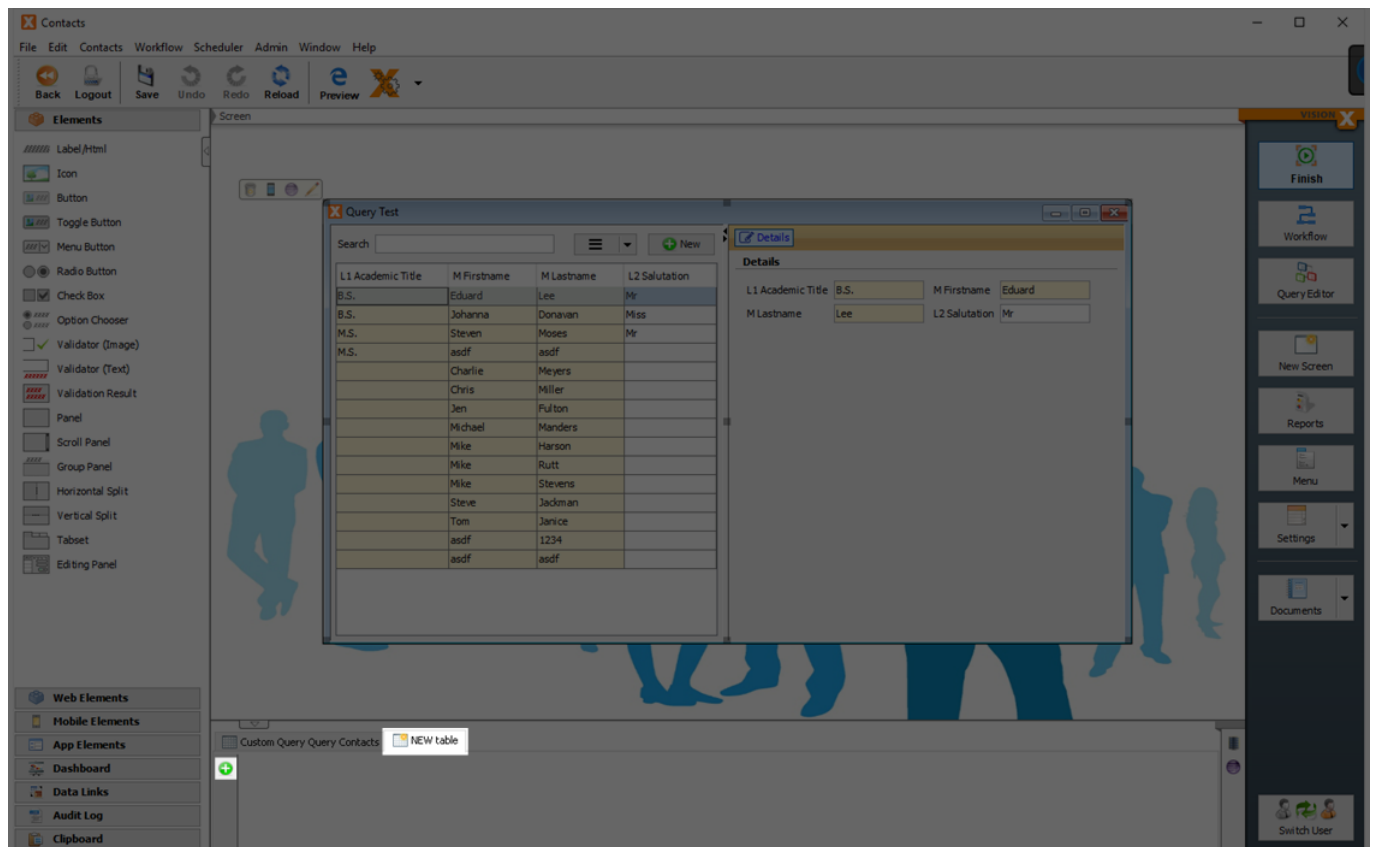 Contacts
File Edit Contacts Workflow Scheduler Admin Window Help
Back Logout Save Undo Redo Reload Preview
Elements
Screen
VISION X
Label/Html
Icon
Button
Toggle Button
Menu Button
Radio Button
Check Box
Option Chooser
Validator (Image)
Validator (Text)
Validation Result
Panel
Scroll Panel
Group Panel
Horizontal Split
Vertical Split
Tabset
Editing Panel
Web Elements
Mobile Elements
App Elements
Dashboard
Data Links
Audit Log
Clipboard
Query Test
Search New
L1 Academic Title M Firstname M Lastname L2 Salutation
B.S. Eduard Lee Mr
B.S. Johanna Donavan Miss
M.S. Steven Moses Mr
M.S. asdf asdf
Charlie Meyers
Chris Miller
Jen Fulton
Michael Manders
Mike Harson
Mike Rutt
Mike Stevens
Steve Jackman
Tom Janice
asdf 1234
asdf asdf
Details
Details
L1 Academic Title B.S. M Firstname Eduard
M Lastname Lee L2 Salutation Mr
Custom Query Query Contacts NEW table
Finish
Workflow
Query Editor
New Screen
Reports
Menu
Settings
Documents
Switch User